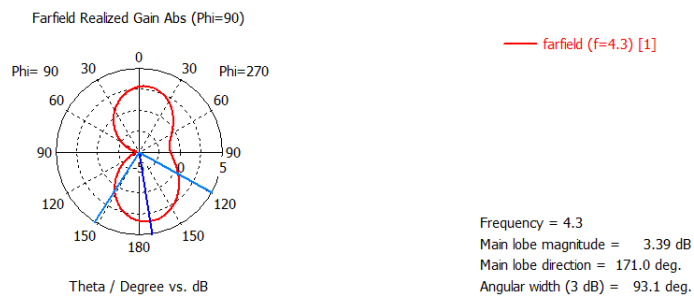 Farfield Realized Gain Abs (Phi=90)
farfield (f=4.3) [1]
0
Phi= 90 30 30 Phi=270
60 60
90 0 5 90
120 120
150 150
180
Theta / Degree vs. dB
Frequency = 4.3
Main lobe magnitude = 3.39 dB
Main lobe direction = 171.0 deg.
Angular width (3 dB) = 93.1 deg.